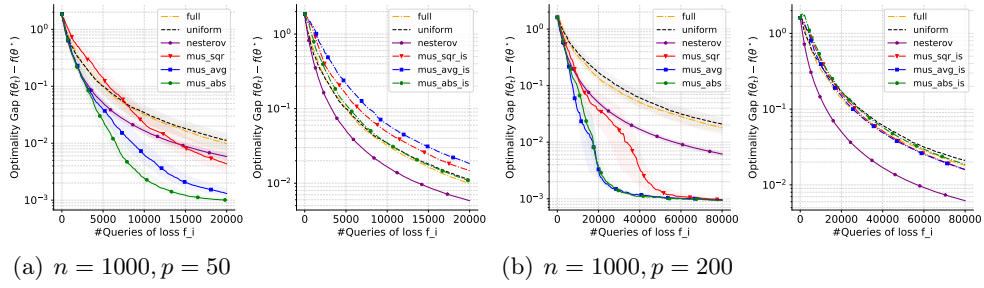 Optimality Gap f(θₜ) − f(θ*)
10⁰
10⁻¹
10⁻²
10⁻³
0 5000 10000 15000 20000
#Queries of loss f_i
full
uniform
nesterov
mus_sqr
mus_avg
mus_abs
Optimality Gap f(θₜ) − f(θ*)
10⁰
10⁻¹
10⁻²
0 5000 10000 15000 20000
#Queries of loss f_i
full
uniform
nesterov
mus_sqr_is
mus_avg_is
mus_abs_is
Optimality Gap f(θₜ) − f(θ*)
10⁰
10⁻¹
10⁻²
10⁻³
0 20000 40000 60000 80000
#Queries of loss f_i
full
uniform
nesterov
mus_sqr
mus_avg
mus_abs
Optimality Gap f(θₜ) − f(θ*)
10⁰
10⁻¹
10⁻²
0 20000 40000 60000 80000
#Queries of loss f_i
full
uniform
nesterov
mus_sqr_is
mus_avg_is
mus_abs_is
(a) n = 1000, p = 50
(b) n = 1000, p = 200